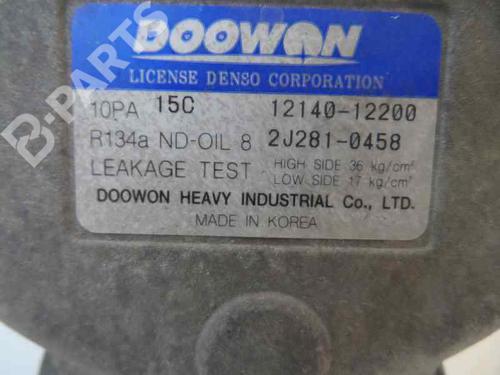 DOOWON
LICENSE DENSO CORPORATION
10PA 15C 12140-12200
R134a ND-OIL 8 2J281-0458
LEAKAGE TEST HIGH SIDE 36 kg/cm²
LOW SIDE 17 kg/cm²
DOOWON HEAVY INDUSTRIAL Co., LTD.
MADE IN KOREA
B-PARTS